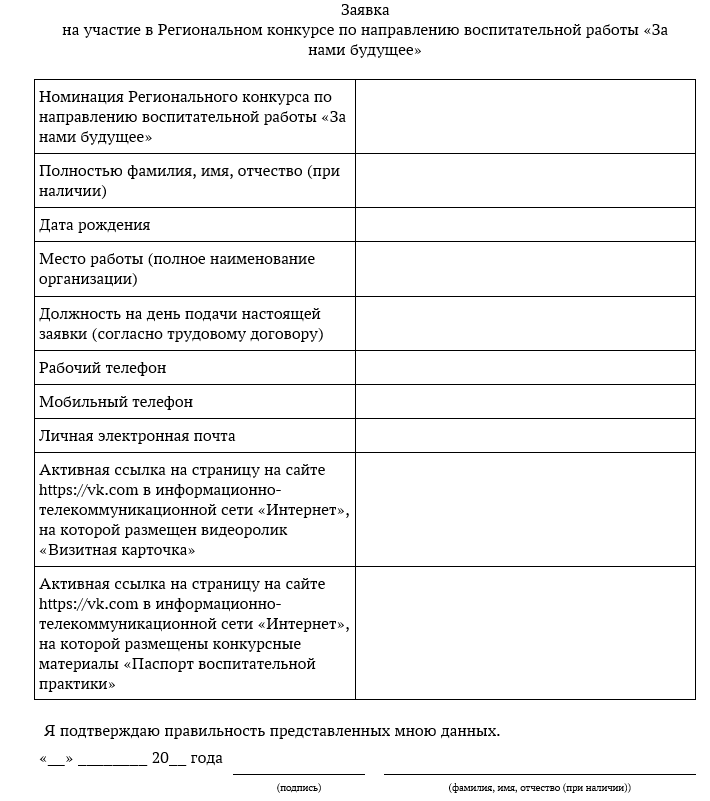 Заявка
на участие в Региональном конкурсе по направлению воспитательной работы «За
нами будущее»
Номинация Регионального конкурса по
направлению воспитательной работы «За
нами будущее»
Полностью фамилия, имя, отчество (при
наличии)
Дата рождения
Место работы (полное наименование
организации)
Должность на день подачи настоящей
заявки (согласно трудовому договору)
Рабочий телефон
Мобильный телефон
Личная электронная почта
Активная ссылка на страницу на сайте
https://vk.com в информационно-
телекоммуникационной сети «Интернет»,
на которой размещен видеоролик
«Визитная карточка»
Активная ссылка на страницу на сайте
https://vk.com в информационно-
телекоммуникационной сети «Интернет»,
на которой размещены конкурсные
материалы «Паспорт воспитательной
практики»
Я подтверждаю правильность представленных мною данных.
«__» ________ 20__ года
(подпись) (фамилия, имя, отчество (при наличии))